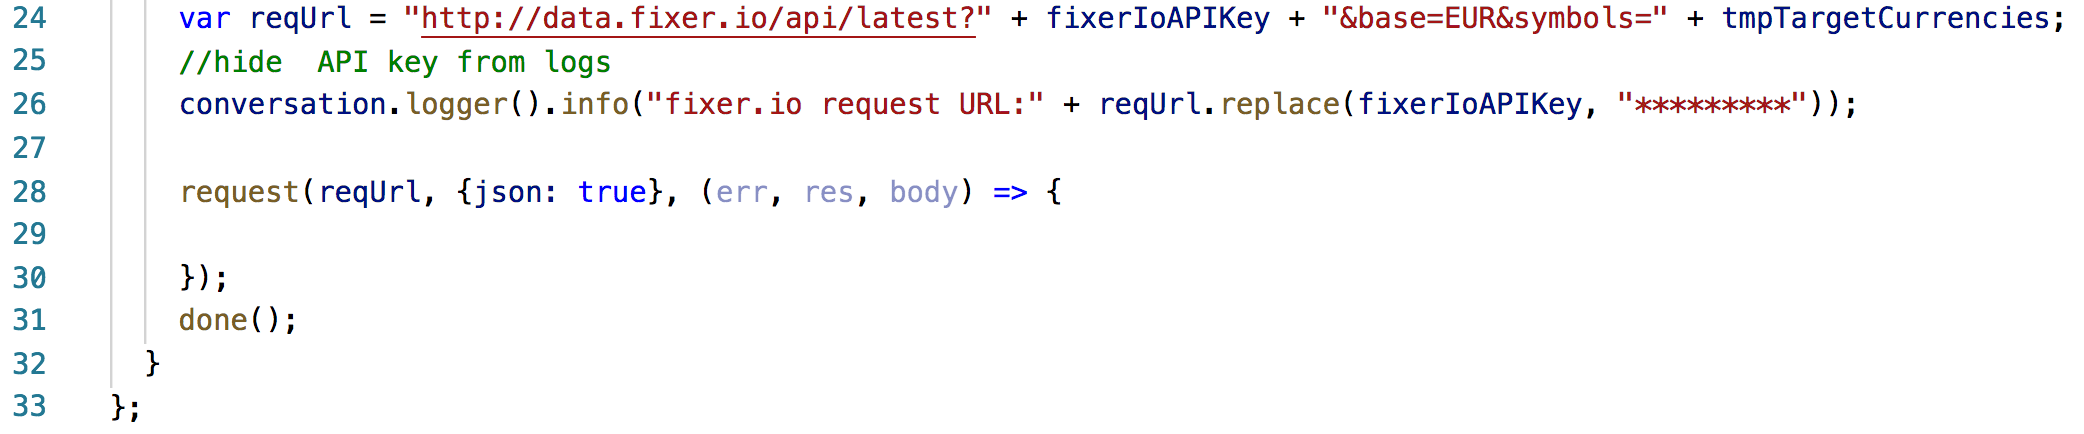 24 var reqUrl = "http://data.fixer.io/api/latest?" + fixerIoAPIKey + "&base=EUR&symbols=" + tmpTargetCurrencies;
25 //hide  API key from logs
26 conversation.logger().info("fixer.io request URL:" + reqUrl.replace(fixerIoAPIKey, "*********"));
27
28 request(reqUrl, {json: true}, (err, res, body) => {
29
30 });
31 done();
32 }
33 };